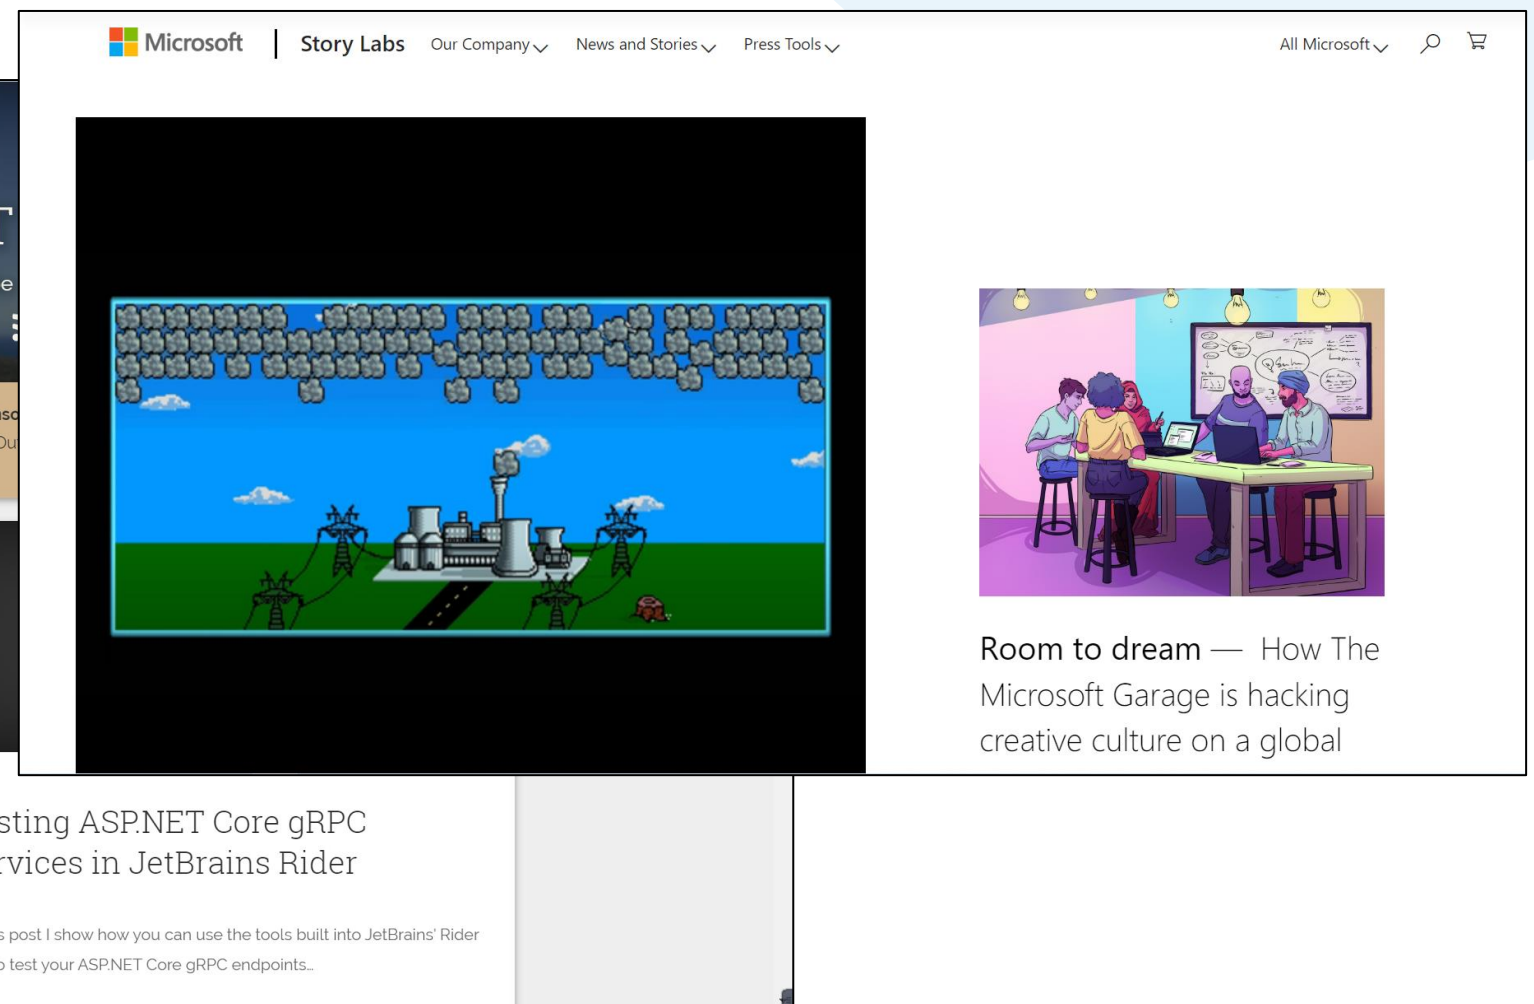 Microsoft
Story Labs
Our Company
News and Stories
Press Tools
All Microsoft
Room to dream — How The
Microsoft Garage is hacking
creative culture on a global
sting ASP.NET Core gRPC
rvices in JetBrains Rider
s post I show how you can use the tools built into JetBrains' Rider
o test your ASP.NET Core gRPC endpoints…